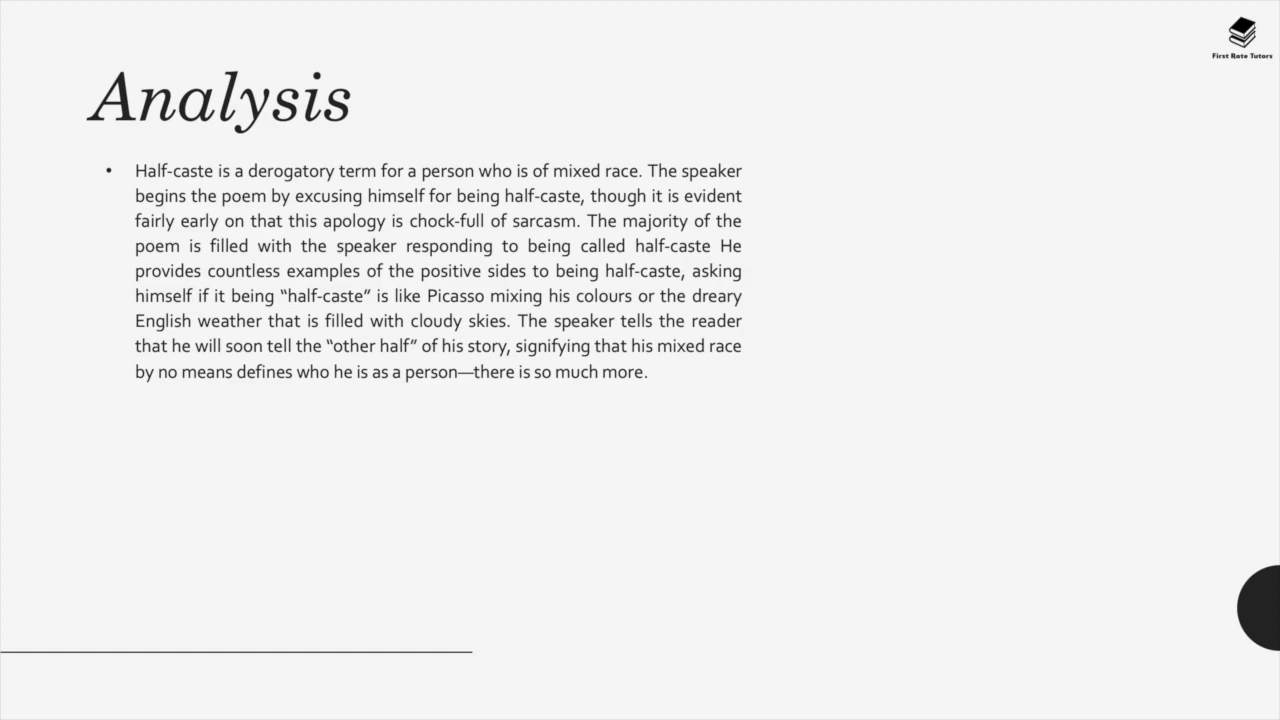 First Rate Tutors
Analysis
• Half-caste is a derogatory term for a person who is of mixed race. The speaker
begins the poem by excusing himself for being half-caste, though it is evident
fairly early on that this apology is chock-full of sarcasm. The majority of the
poem is filled with the speaker responding to being called half-caste He
provides countless examples of the positive sides to being half-caste, asking
himself if it being “half-caste” is like Picasso mixing his colours or the dreary
English weather that is filled with cloudy skies. The speaker tells the reader
that he will soon tell the “other half” of his story, signifying that his mixed race
by no means defines who he is as a person—there is so much more.